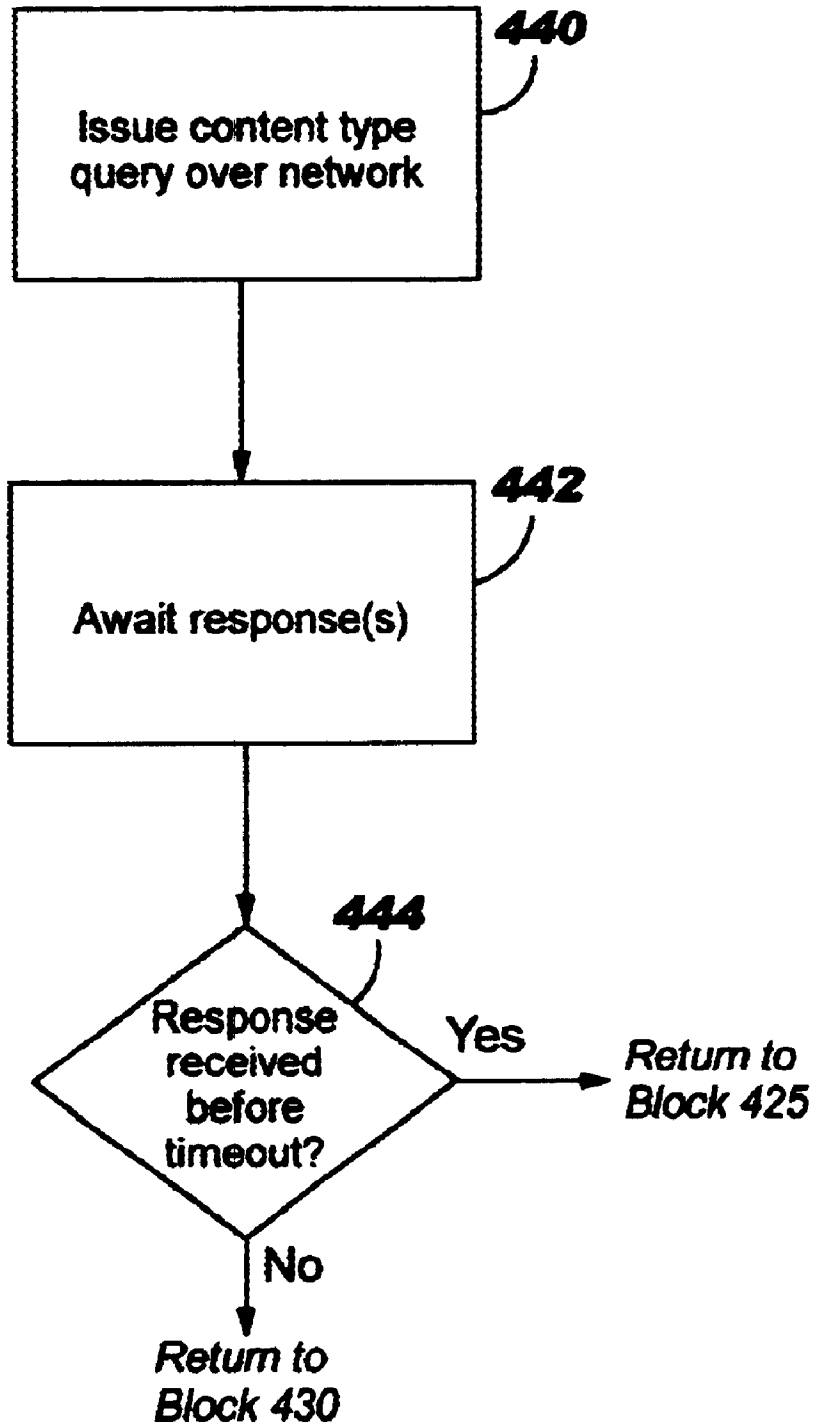 440
Issue content type
query over network
442
Await response(s)
444
Response
received
before
timeout?
Yes
Return to
Block 425
No
Return to
Block 430